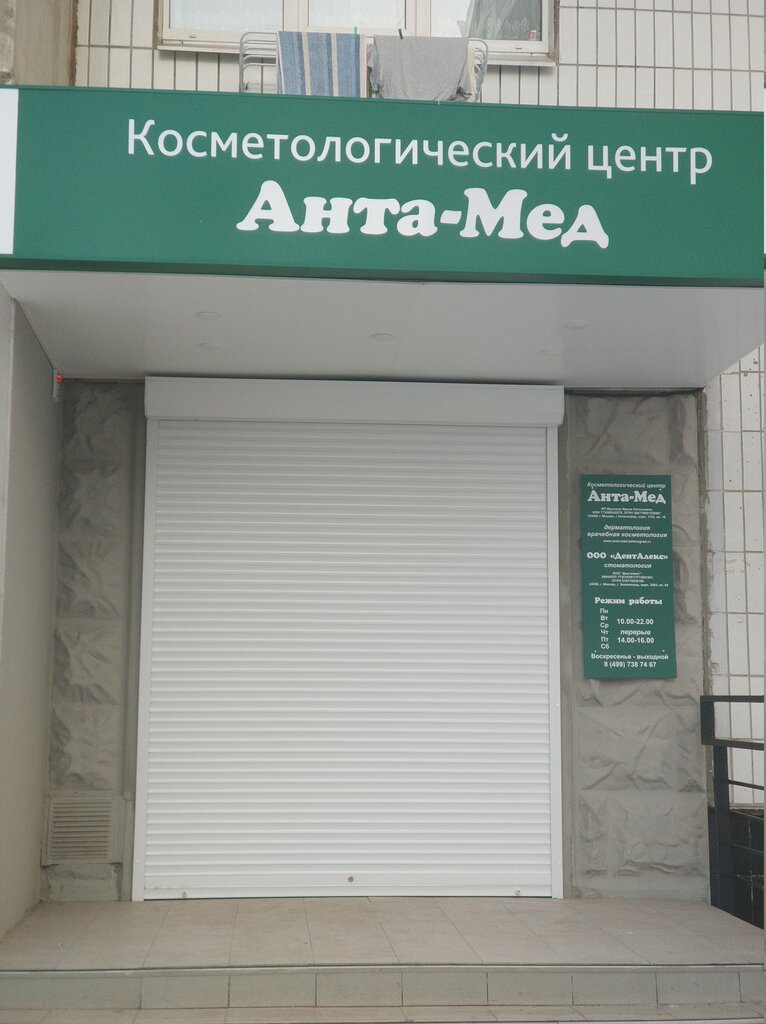 Косметологический центр
Анта-Мед
Косметологический центр
Анта-Мед
дерматология
врачебная косметология
ООО «ДентАлекс»
стоматология
Режим работы
Пн
Вт
Ср
Чт
Пт
Сб
10.00-22.00
перерыв
14.00-16.00
Воскресенье - выходной
8 (499) 738 74 67